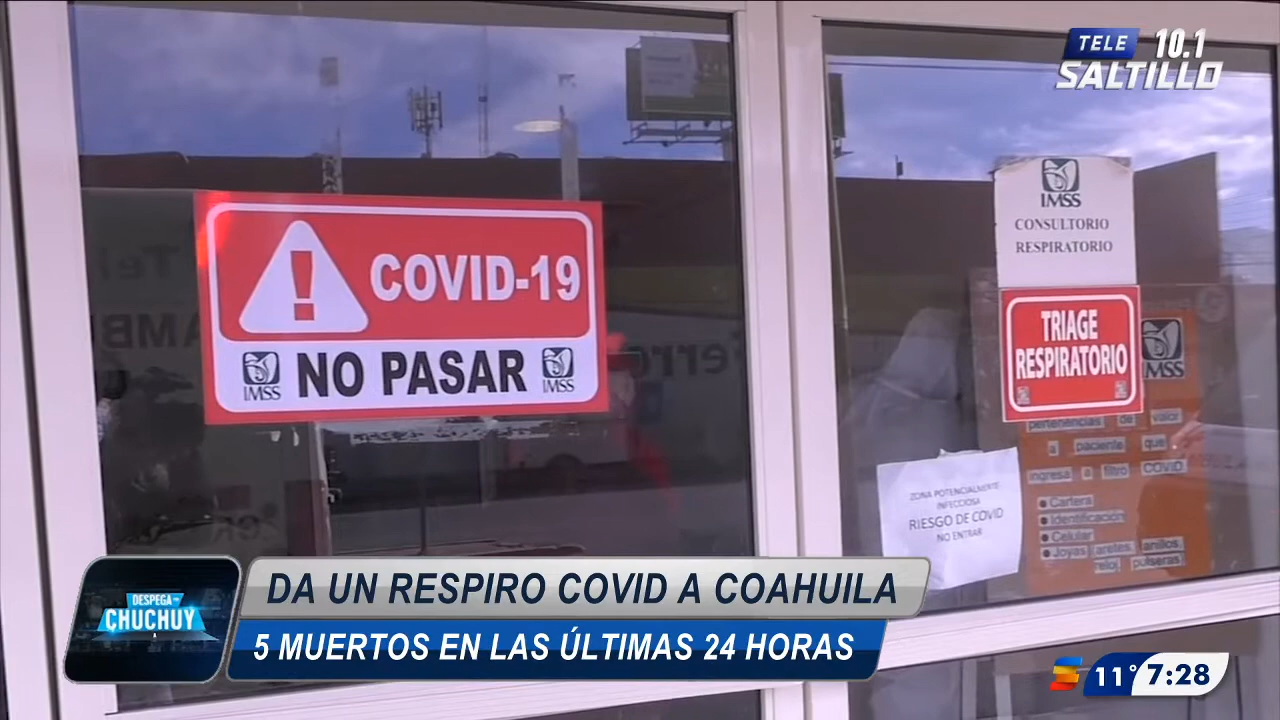 TELE 10.1
SALTILLO
COVID-19
IMSS NO PASAR IMSS
IMSS
CONSULTORIO
RESPIRATORIO
TRIAGE
RESPIRATORIO
IMSS
pertenencias de valor
a paciente que
ingresa a filtro COVID
Cartera
Identificación
Celular
Joyas aretes, anillos,
reloj, pulseras
ZONA POTENCIALMENTE
INFECCIOSA
RIESGO DE COVID
NO ENTRAR
DESPEGA
CHUCHUY
DA UN RESPIRO COVID A COAHUILA
5 MUERTOS EN LAS ÚLTIMAS 24 HORAS
11° 7:28